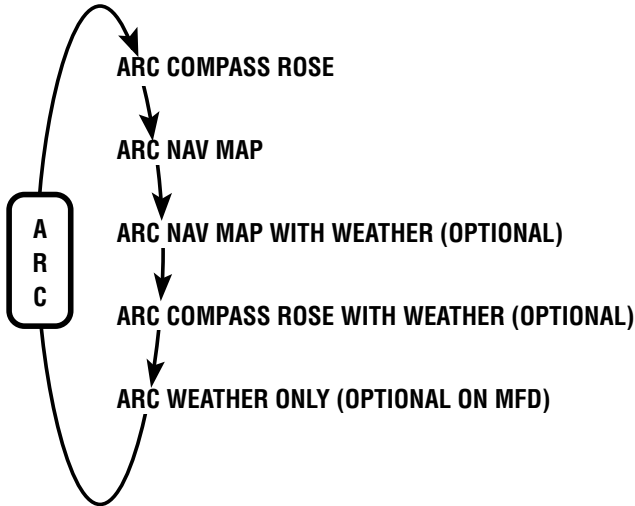 ARC COMPASS ROSE
ARC NAV MAP
ARC NAV MAP WITH WEATHER (OPTIONAL)
ARC COMPASS ROSE WITH WEATHER (OPTIONAL)
ARC WEATHER ONLY (OPTIONAL ON MFD)
A
R
C